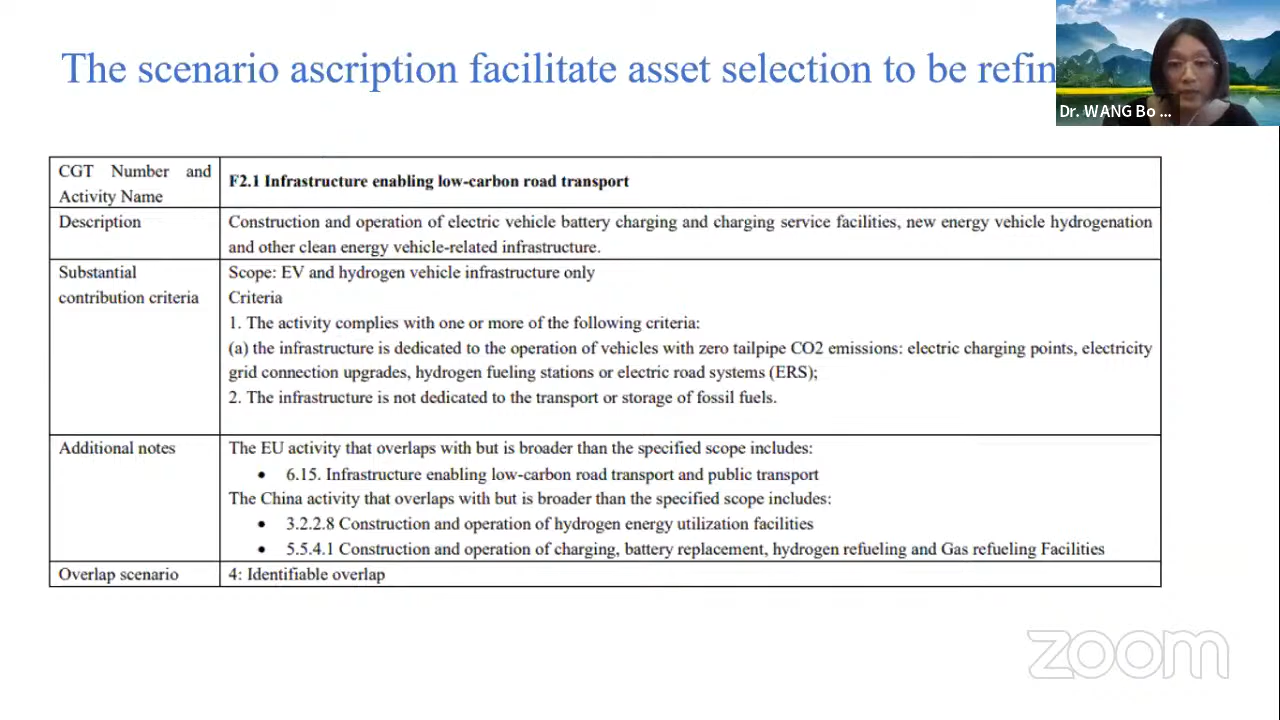 The scenario ascription facilitate asset selection to be refin
Dr. WANG Bo ...
CGT Number and
Activity Name
F2.1 Infrastructure enabling low-carbon road transport
Description
Construction and operation of electric vehicle battery charging and charging service facilities, new energy vehicle hydrogenation
and other clean energy vehicle-related infrastructure.
Substantial
contribution criteria
Scope: EV and hydrogen vehicle infrastructure only
Criteria
1. The activity complies with one or more of the following criteria:
(a) the infrastructure is dedicated to the operation of vehicles with zero tailpipe CO2 emissions: electric charging points, electricity
grid connection upgrades, hydrogen fueling stations or electric road systems (ERS);
2. The infrastructure is not dedicated to the transport or storage of fossil fuels.
Additional notes
The EU activity that overlaps with but is broader than the specified scope includes:
• 6.15. Infrastructure enabling low-carbon road transport and public transport
The China activity that overlaps with but is broader than the specified scope includes:
• 3.2.2.8 Construction and operation of hydrogen energy utilization facilities
• 5.5.4.1 Construction and operation of charging, battery replacement, hydrogen refueling and Gas refueling Facilities
Overlap scenario
4: Identifiable overlap
zoom